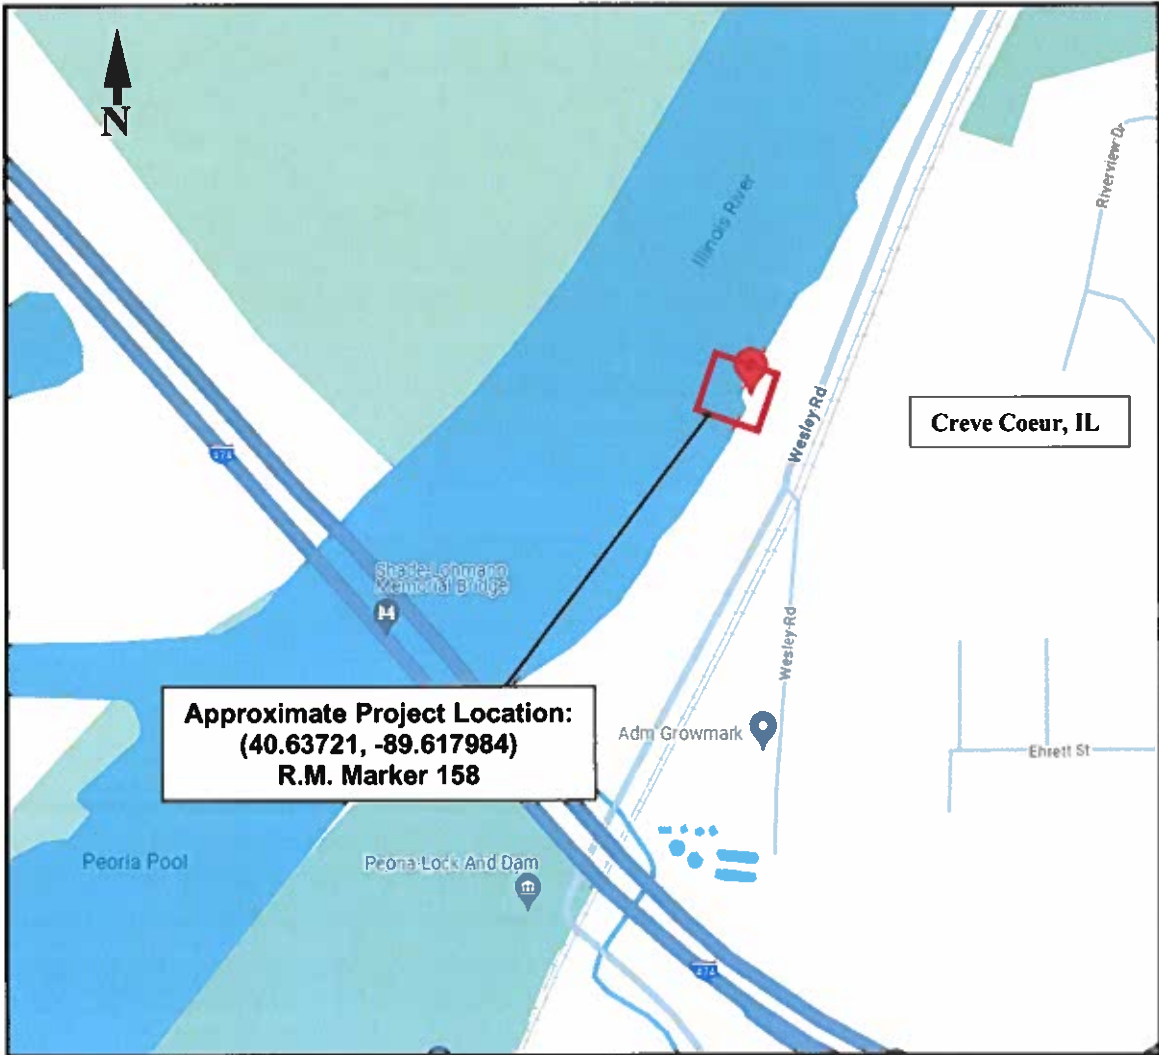 N
Riverview Dr
Illinois River
Wesley Rd
Creve Coeur, IL
474
Shade-Lohmann
Memorial Bridge
Wesley Rd
Approximate Project Location:
(40.63721, -89.617984)
R.M. Marker 158
Adm Growmark
Ehrett St
Peoria Pool
Peoria Lock And Dam
474